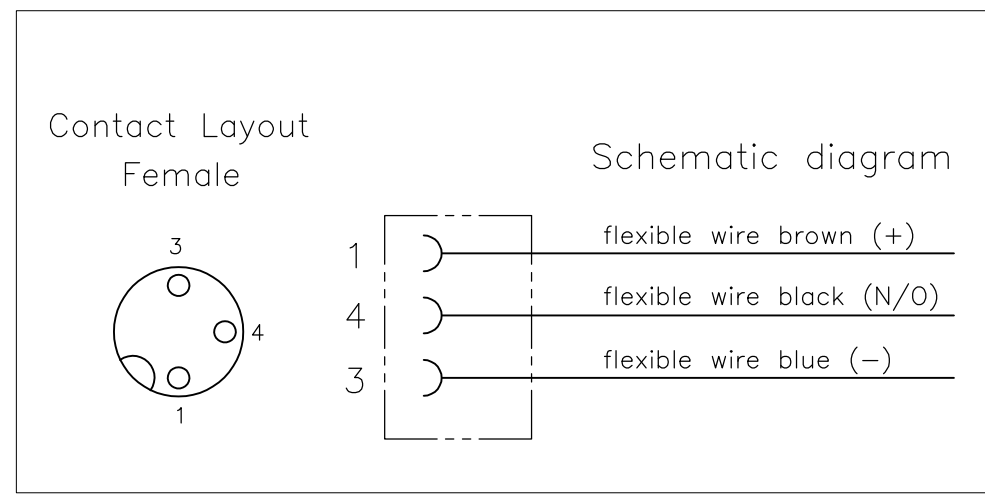 Contact Layout
Female
3
4
1
Schematic diagram
1 flexible wire brown (+)
4 flexible wire black (N/O)
3 flexible wire blue (−)